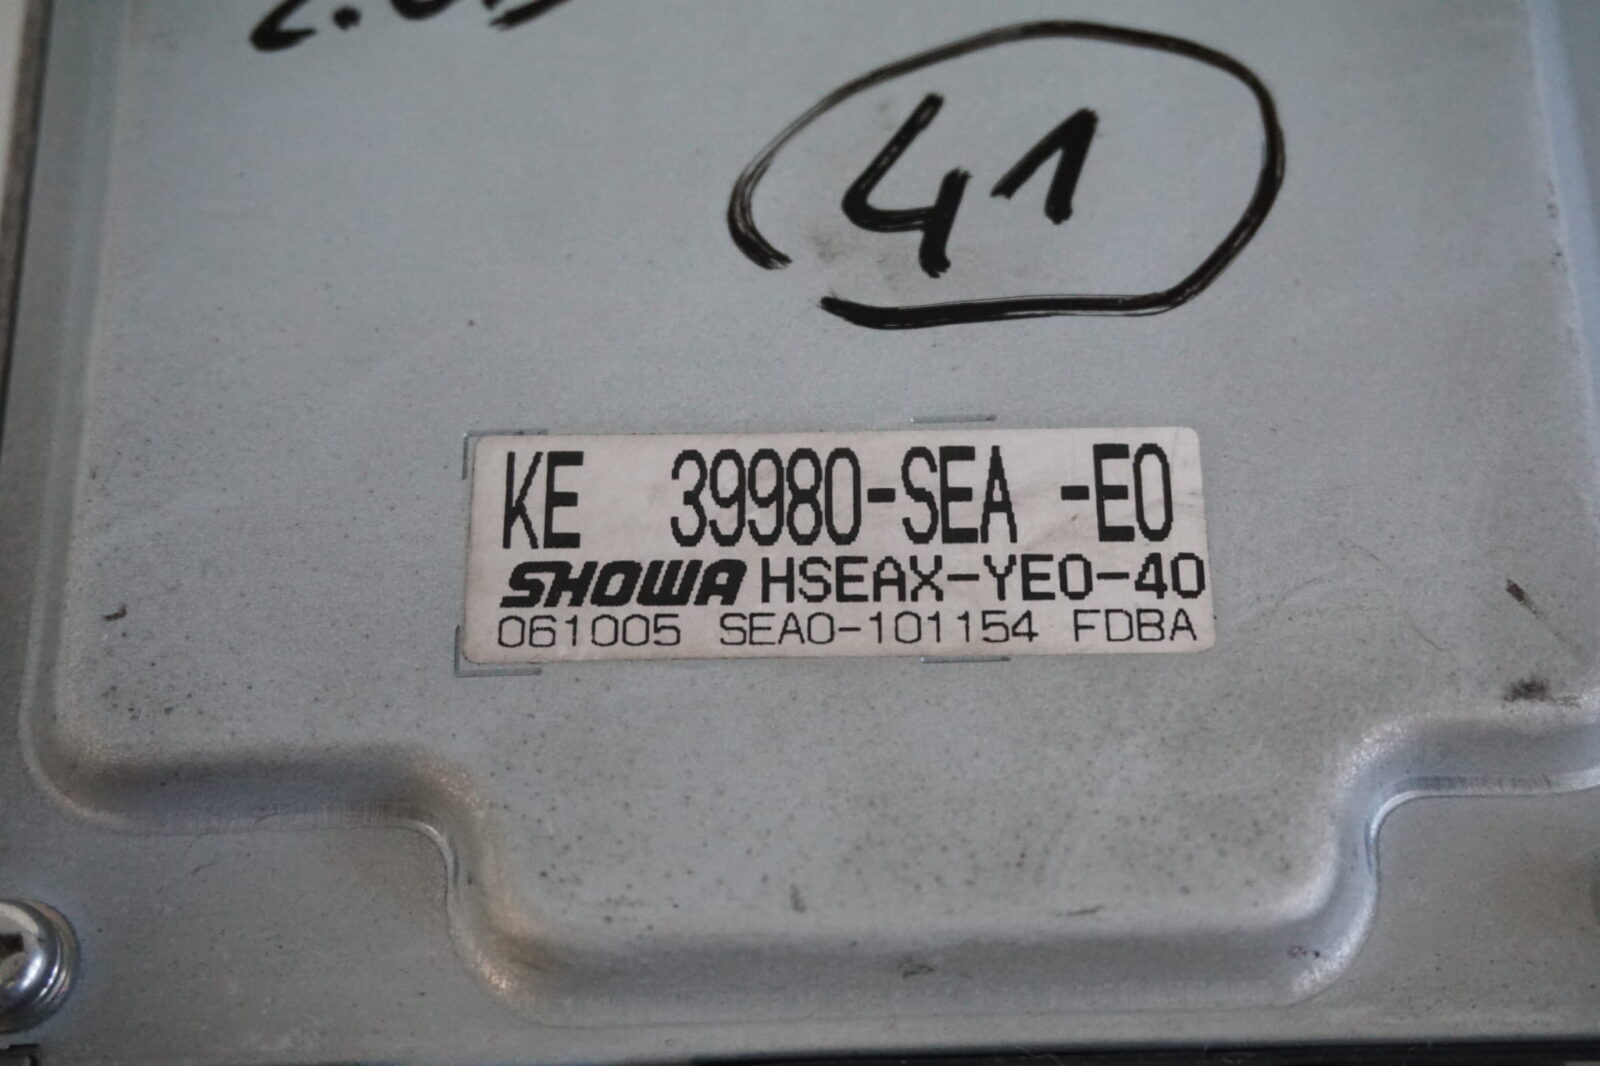 41
KE 39980-SEA -E0
SHOWA HSEAX-YE0-40
061005 SEA0-101154 FDBA